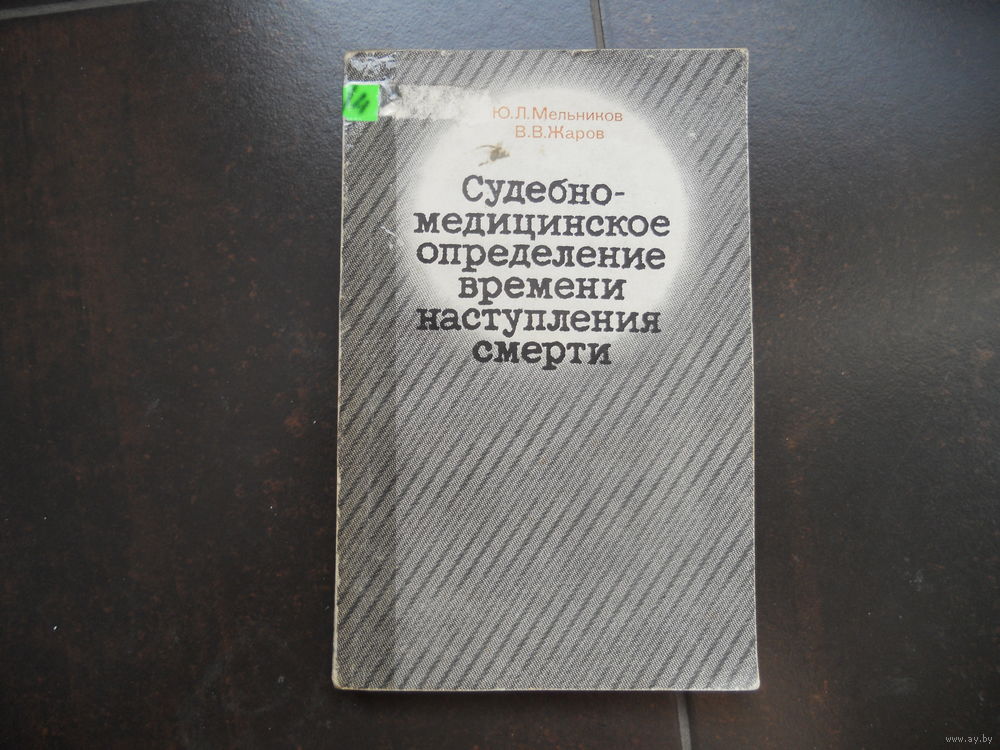 14
Ю.Л.Мельников
В.В.Жаров
Судебно-
медицинское
определение
времени
наступления
смерти
www.ay.by